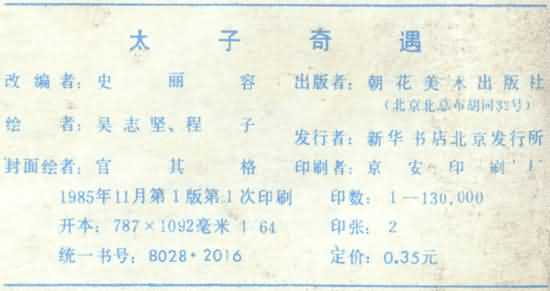 太子奇遇
改编者：史丽容 出版者：朝花美术出版社
（北京北总布胡同32号）
绘者：吴志坚、程子
发行者：新华书店北京发行所
封面绘者：官其格 印刷者：京安印刷厂
1985年11月第1版第1次印刷 印数：1—130,000
开本：787×1092毫米 1 64 印张：2
统一书号：8028·2016 定价：0.35元